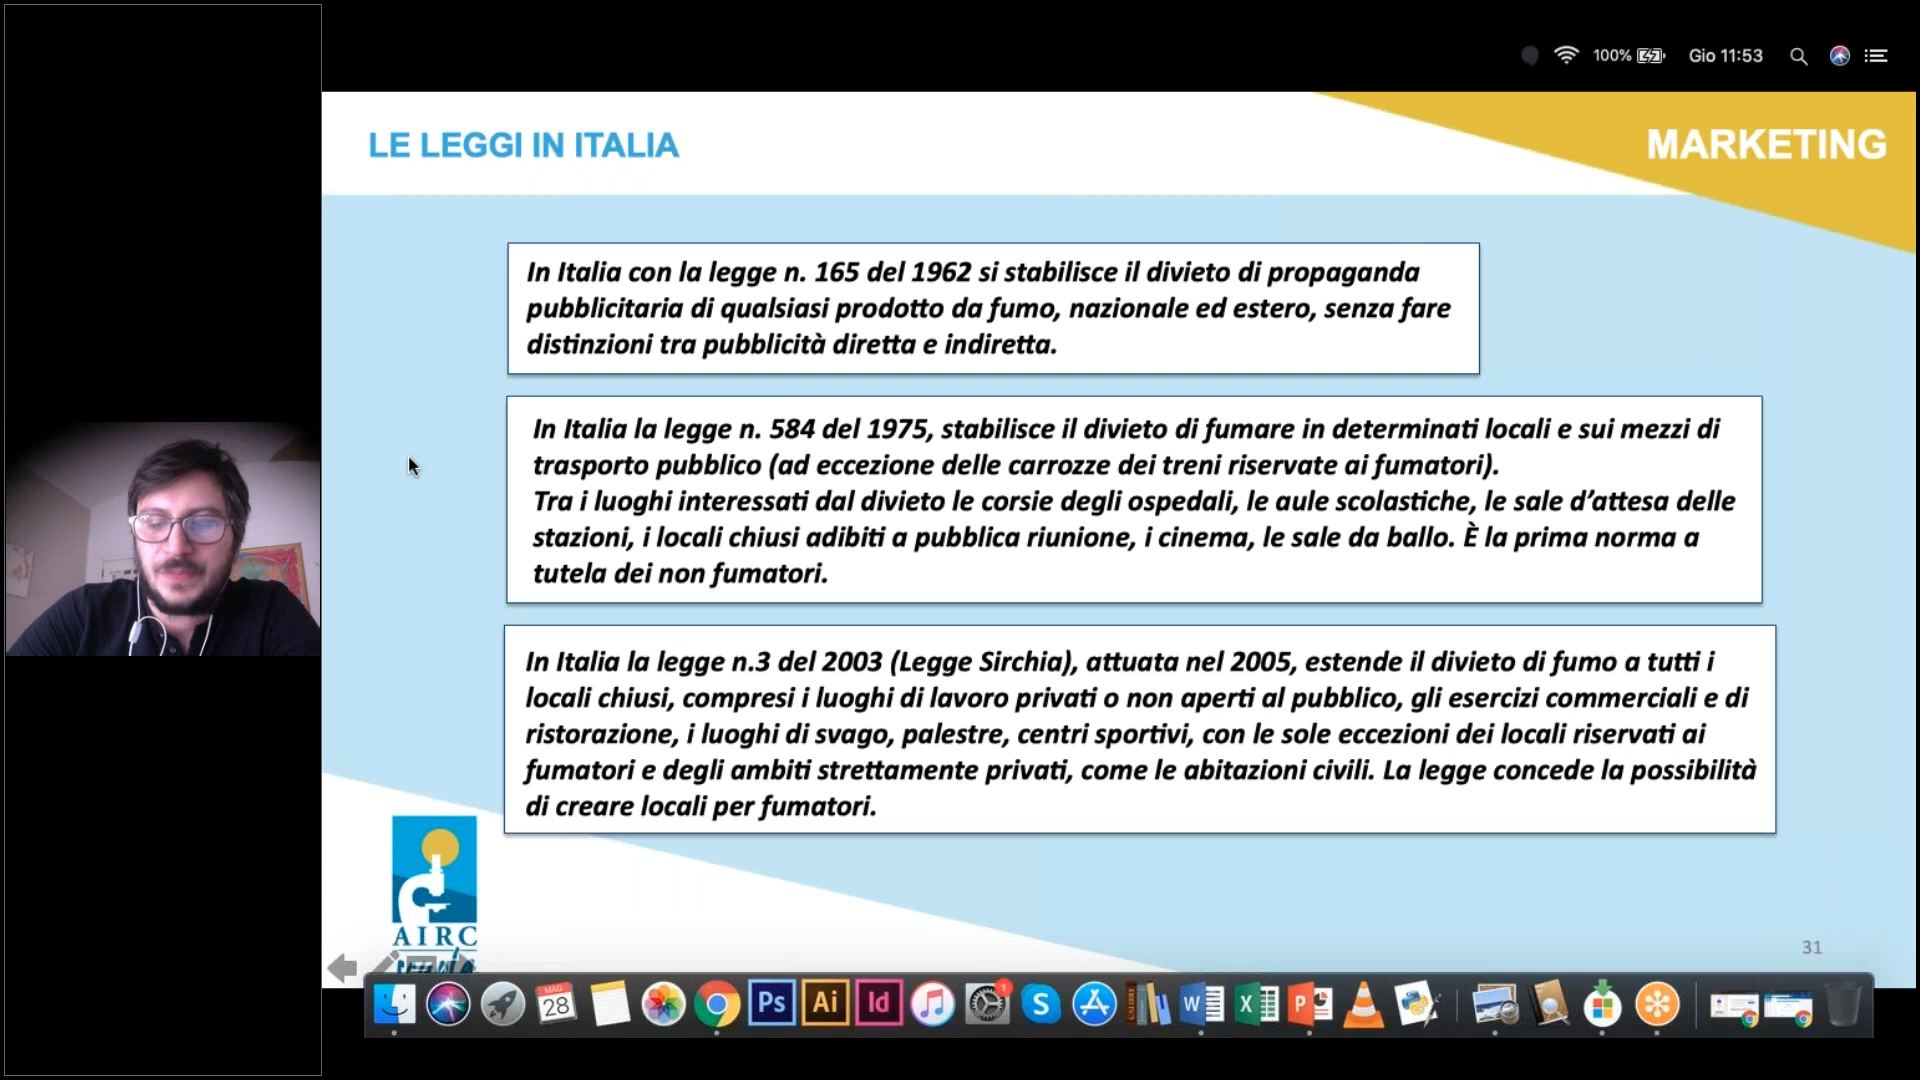 100%
Gio 11:53
LE LEGGI IN ITALIA
MARKETING
In Italia con la legge n. 165 del 1962 si stabilisce il divieto di propaganda
pubblicitaria di qualsiasi prodotto da fumo, nazionale ed estero, senza fare
distinzioni tra pubblicità diretta e indiretta.
In Italia la legge n. 584 del 1975, stabilisce il divieto di fumare in determinati locali e sui mezzi di
trasporto pubblico (ad eccezione delle carrozze dei treni riservate ai fumatori).
Tra i luoghi interessati dal divieto le corsie degli ospedali, le aule scolastiche, le sale d’attesa delle
stazioni, i locali chiusi adibiti a pubblica riunione, i cinema, le sale da ballo. È la prima norma a
tutela dei non fumatori.
In Italia la legge n.3 del 2003 (Legge Sirchia), attuata nel 2005, estende il divieto di fumo a tutti i
locali chiusi, compresi i luoghi di lavoro privati o non aperti al pubblico, gli esercizi commerciali e di
ristorazione, i luoghi di svago, palestre, centri sportivi, con le sole eccezioni dei locali riservati ai
fumatori e degli ambiti strettamente privati, come le abitazioni civili. La legge concede la possibilità
di creare locali per fumatori.
AIRC
31
MAG
28
Ps
Ai
Id
1
S
W
X
P